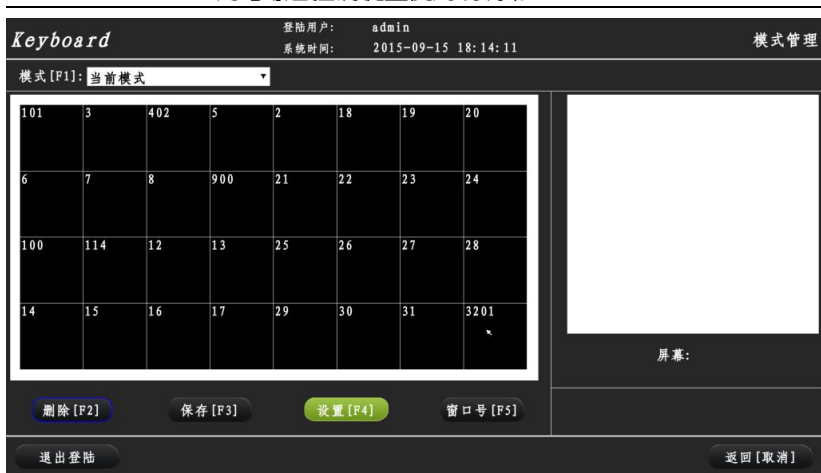 Keyboard
登陆用户: admin
系统时间: 2015-09-15 18:14:11
模式管理
模式[F1]: 当前模式
101 3 402 5 2 18 19 20
6 7 8 900 21 22 23 24
100 114 12 13 25 26 27 28
14 15 16 17 29 30 31 3201
屏幕:
删除[F2] 保存[F3] 设置[F4] 窗口号[F5]
退出登陆 返回[取消]